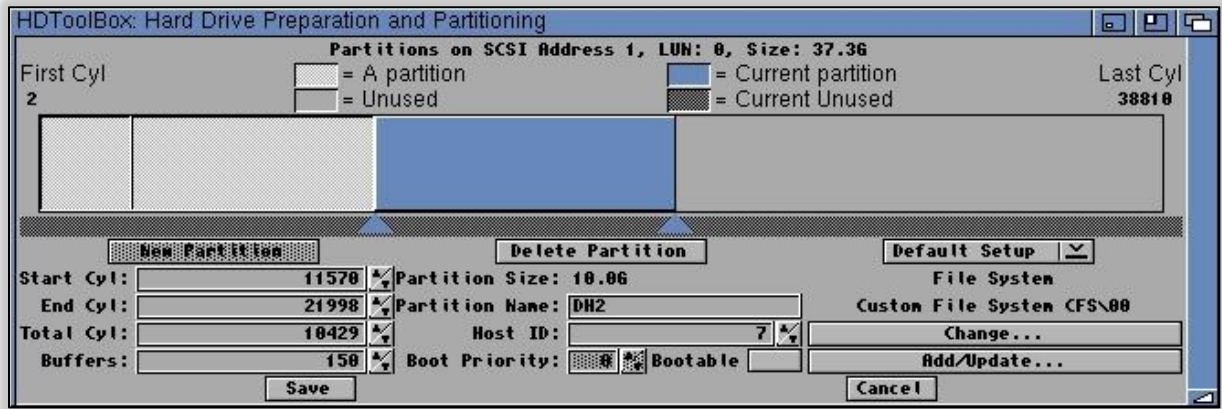 HDToolBox: Hard Drive Preparation and Partitioning
Partitions on SCSI Address 1, LUN: 0, Size: 37.3G
First Cyl = A partition = Current partition Last Cyl
2 = Unused = Current Unused 38810
New Partition Delete Partition Default Setup
Start Cyl: 11570 Partition Size: 10.0G File System
End Cyl: 21998 Partition Name: DH2 Custom File System CFS\00
Total Cyl: 10429 Host ID: 7 Change...
Buffers: 150 Boot Priority: 0 Bootable Add/Update...
Save Cancel